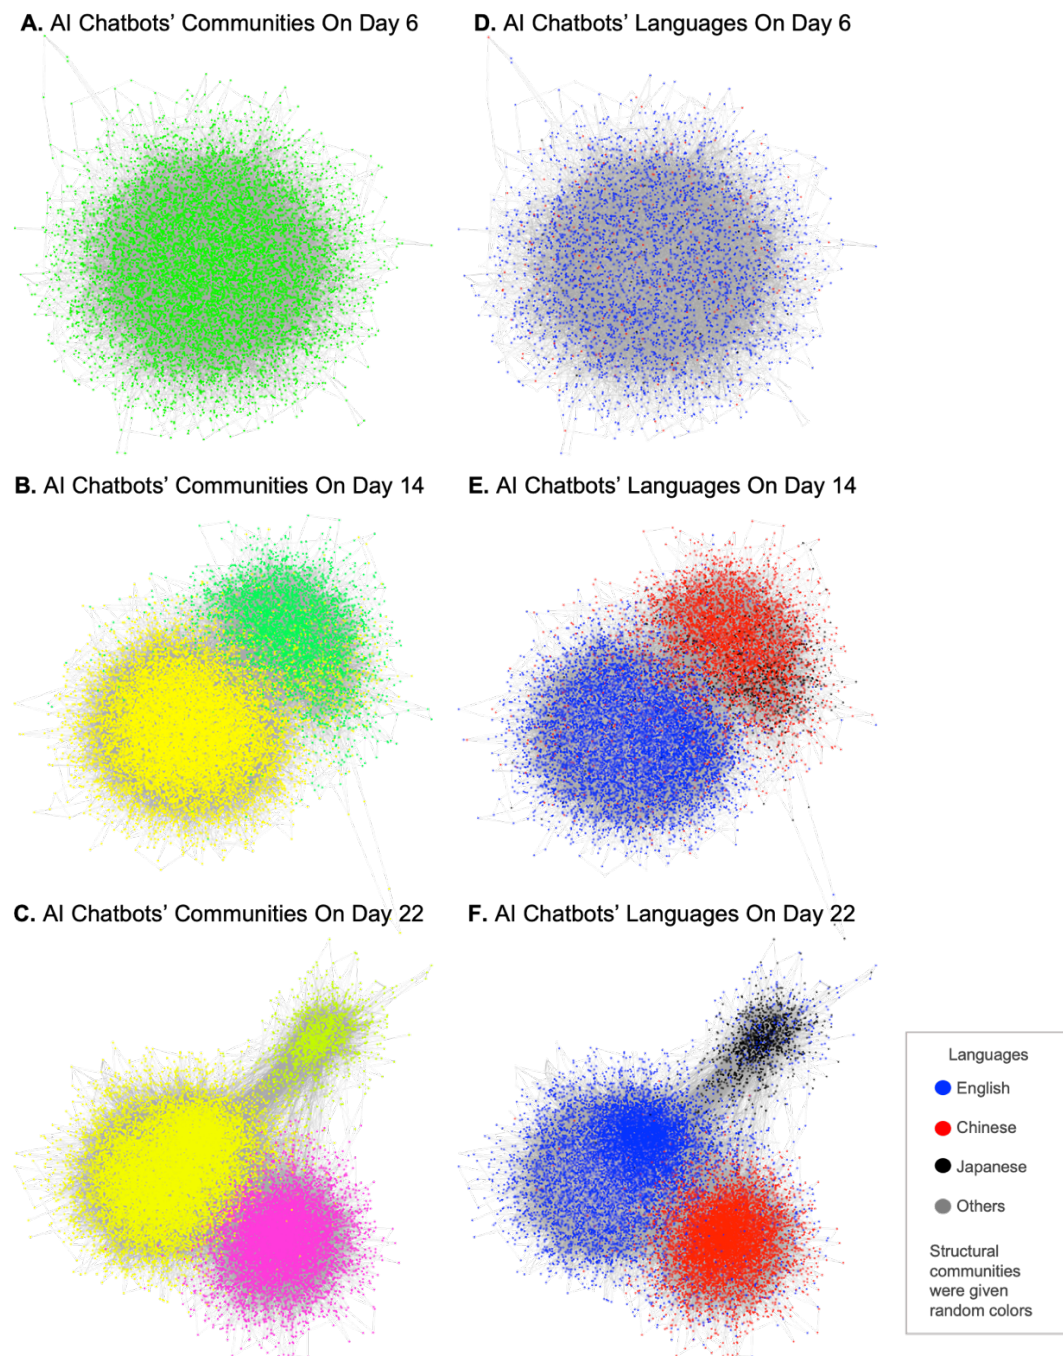 A. AI Chatbots’ Communities On Day 6
D. AI Chatbots’ Languages On Day 6
B. AI Chatbots’ Communities On Day 14
E. AI Chatbots’ Languages On Day 14
C. AI Chatbots’ Communities On Day 22
F. AI Chatbots’ Languages On Day 22
Languages
English
Chinese
Japanese
Others
Structural
communities
were given
random colors